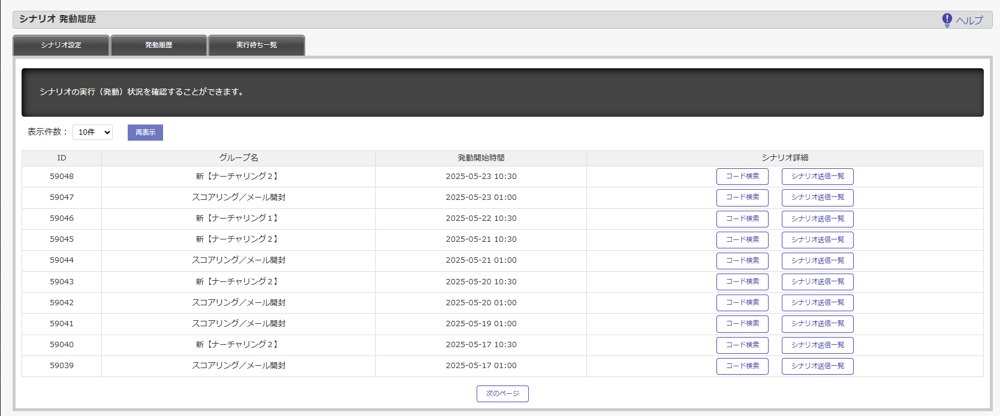 シナリオ 発動履歴
ヘルプ
シナリオ設定 発動履歴 実行待ち一覧
シナリオの実行（発動）状況を確認することができます。
表示件数： 10件 再表示
ID グループ名 発動開始時間 シナリオ詳細
59048 新【ナーチャリング２】 2025-05-23 10:30 コード検索 シナリオ送信一覧
59047 スコアリング／メール開封 2025-05-23 01:00 コード検索 シナリオ送信一覧
59046 新【ナーチャリング１】 2025-05-22 10:30 コード検索 シナリオ送信一覧
59045 新【ナーチャリング２】 2025-05-21 10:30 コード検索 シナリオ送信一覧
59044 スコアリング／メール開封 2025-05-21 01:00 コード検索 シナリオ送信一覧
59043 新【ナーチャリング２】 2025-05-20 10:30 コード検索 シナリオ送信一覧
59042 スコアリング／メール開封 2025-05-20 01:00 コード検索 シナリオ送信一覧
59041 スコアリング／メール開封 2025-05-19 01:00 コード検索 シナリオ送信一覧
59040 新【ナーチャリング２】 2025-05-17 10:30 コード検索 シナリオ送信一覧
59039 スコアリング／メール開封 2025-05-17 01:00 コード検索 シナリオ送信一覧
次のページ